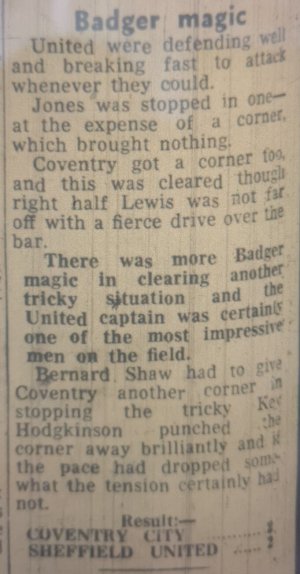 Badger magic
United were defending well
and breaking fast to attack
whenever they could.
Jones was stopped in one—
at the expense of a corner,
which brought nothing.
Coventry got a corner too,
and this was cleared though
right half Lewis was not far
off with a fierce drive over the
bar.
There was more Badger
magic in clearing another
tricky situation and the
United captain was certainly
one of the most impressive
men on the field.
Bernard Shaw had to give
Coventry another corner in
stopping the tricky Key
Hodgkinson punched the
corner away brilliantly and if
the pace had dropped some-
what the tension certainly had
not.
Result:—
COVENTRY CITY ..........
SHEFFIELD UNITED ......